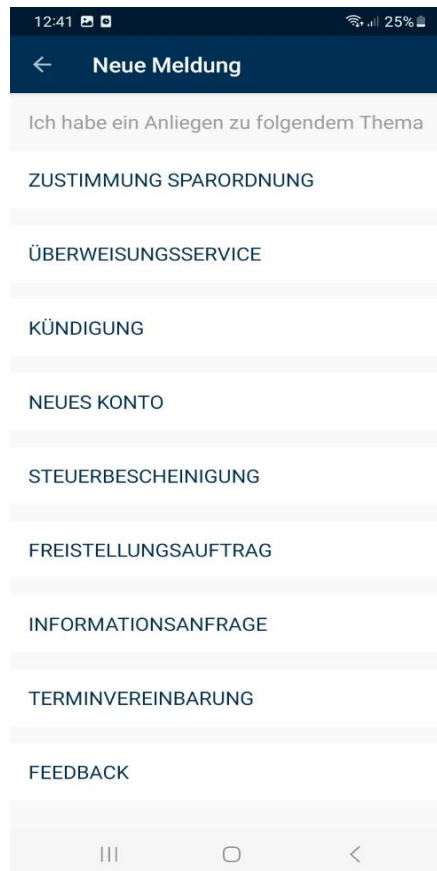 12:41 25%
Neue Meldung
Ich habe ein Anliegen zu folgendem Thema
ZUSTIMMUNG SPARORDNUNG
ÜBERWEISUNGSSERVICE
KÜNDIGUNG
NEUES KONTO
STEUERBESCHEINIGUNG
FREISTELLUNGSAUFTRAG
INFORMATIONSANFRAGE
TERMINVEREINBARUNG
FEEDBACK